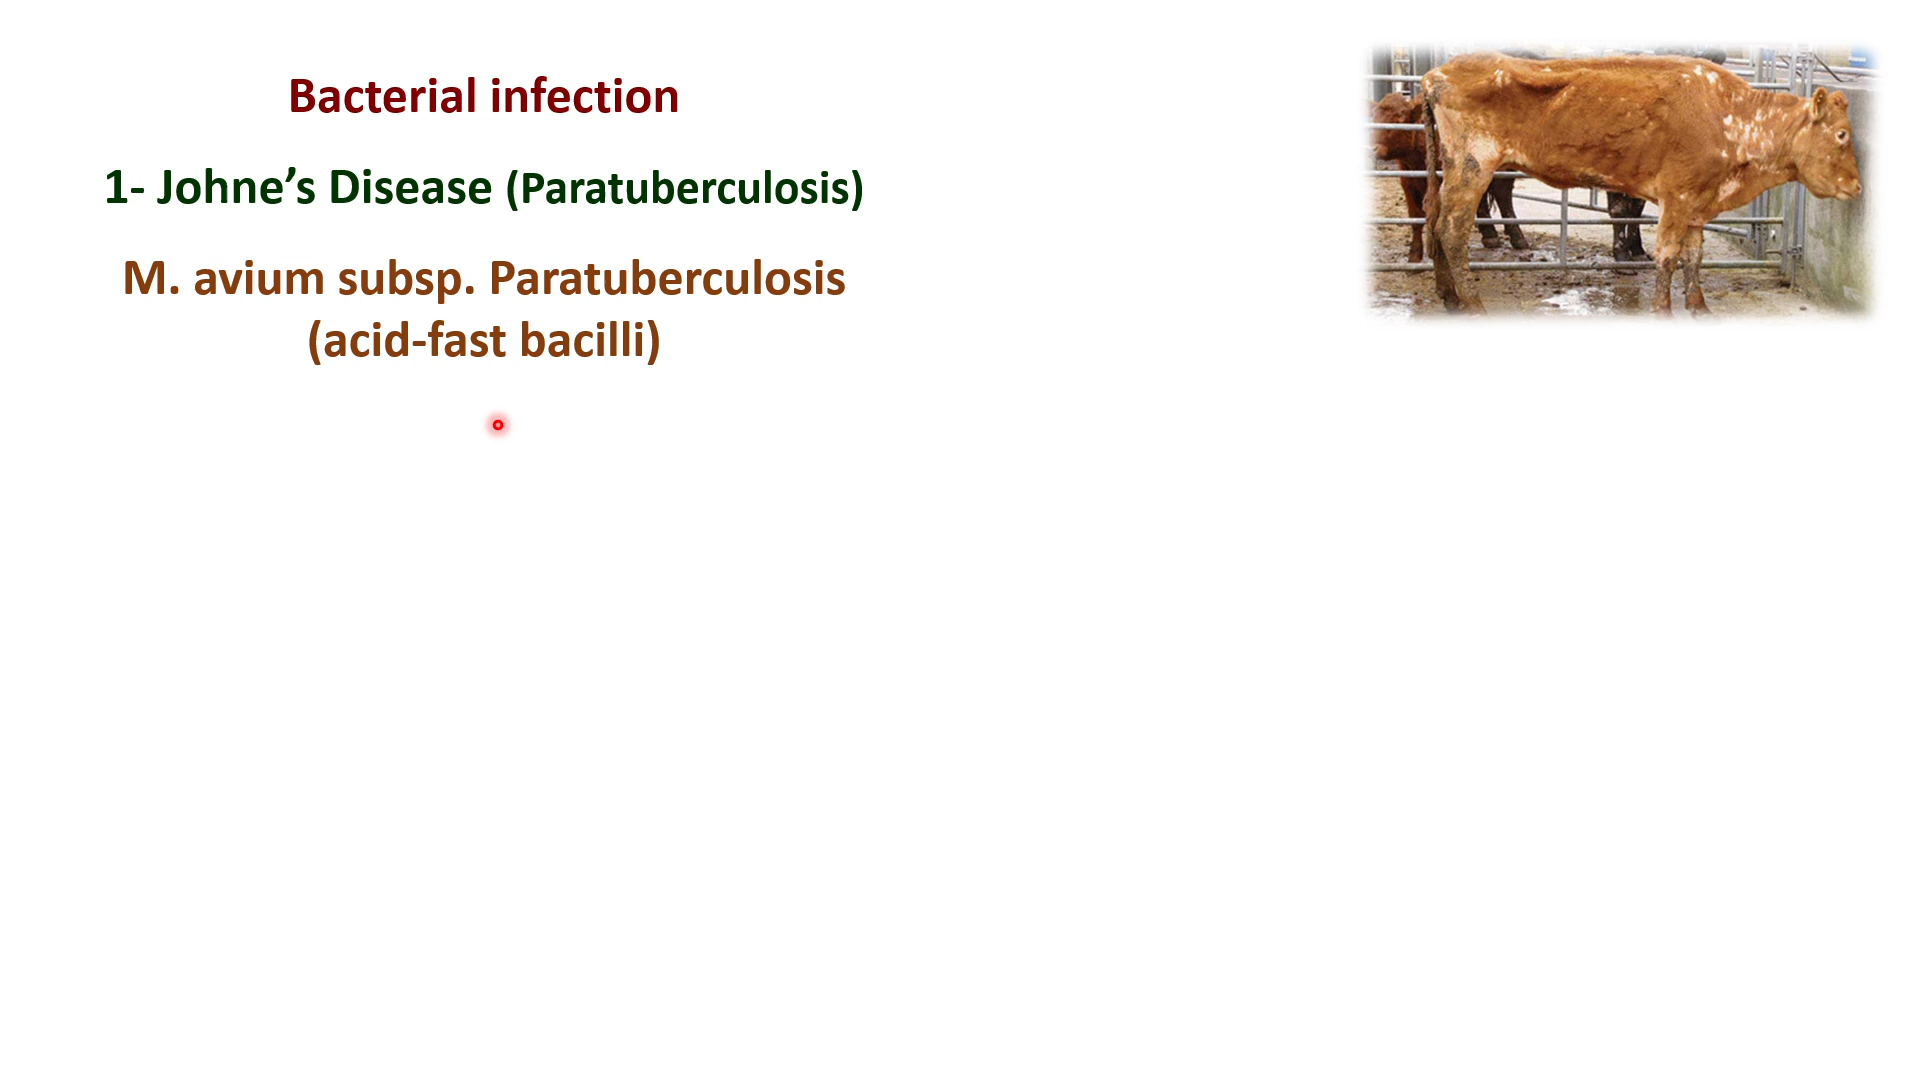 Bacterial infection
1- Johne’s Disease (Paratuberculosis)
M. avium subsp. Paratuberculosis
(acid-fast bacilli)